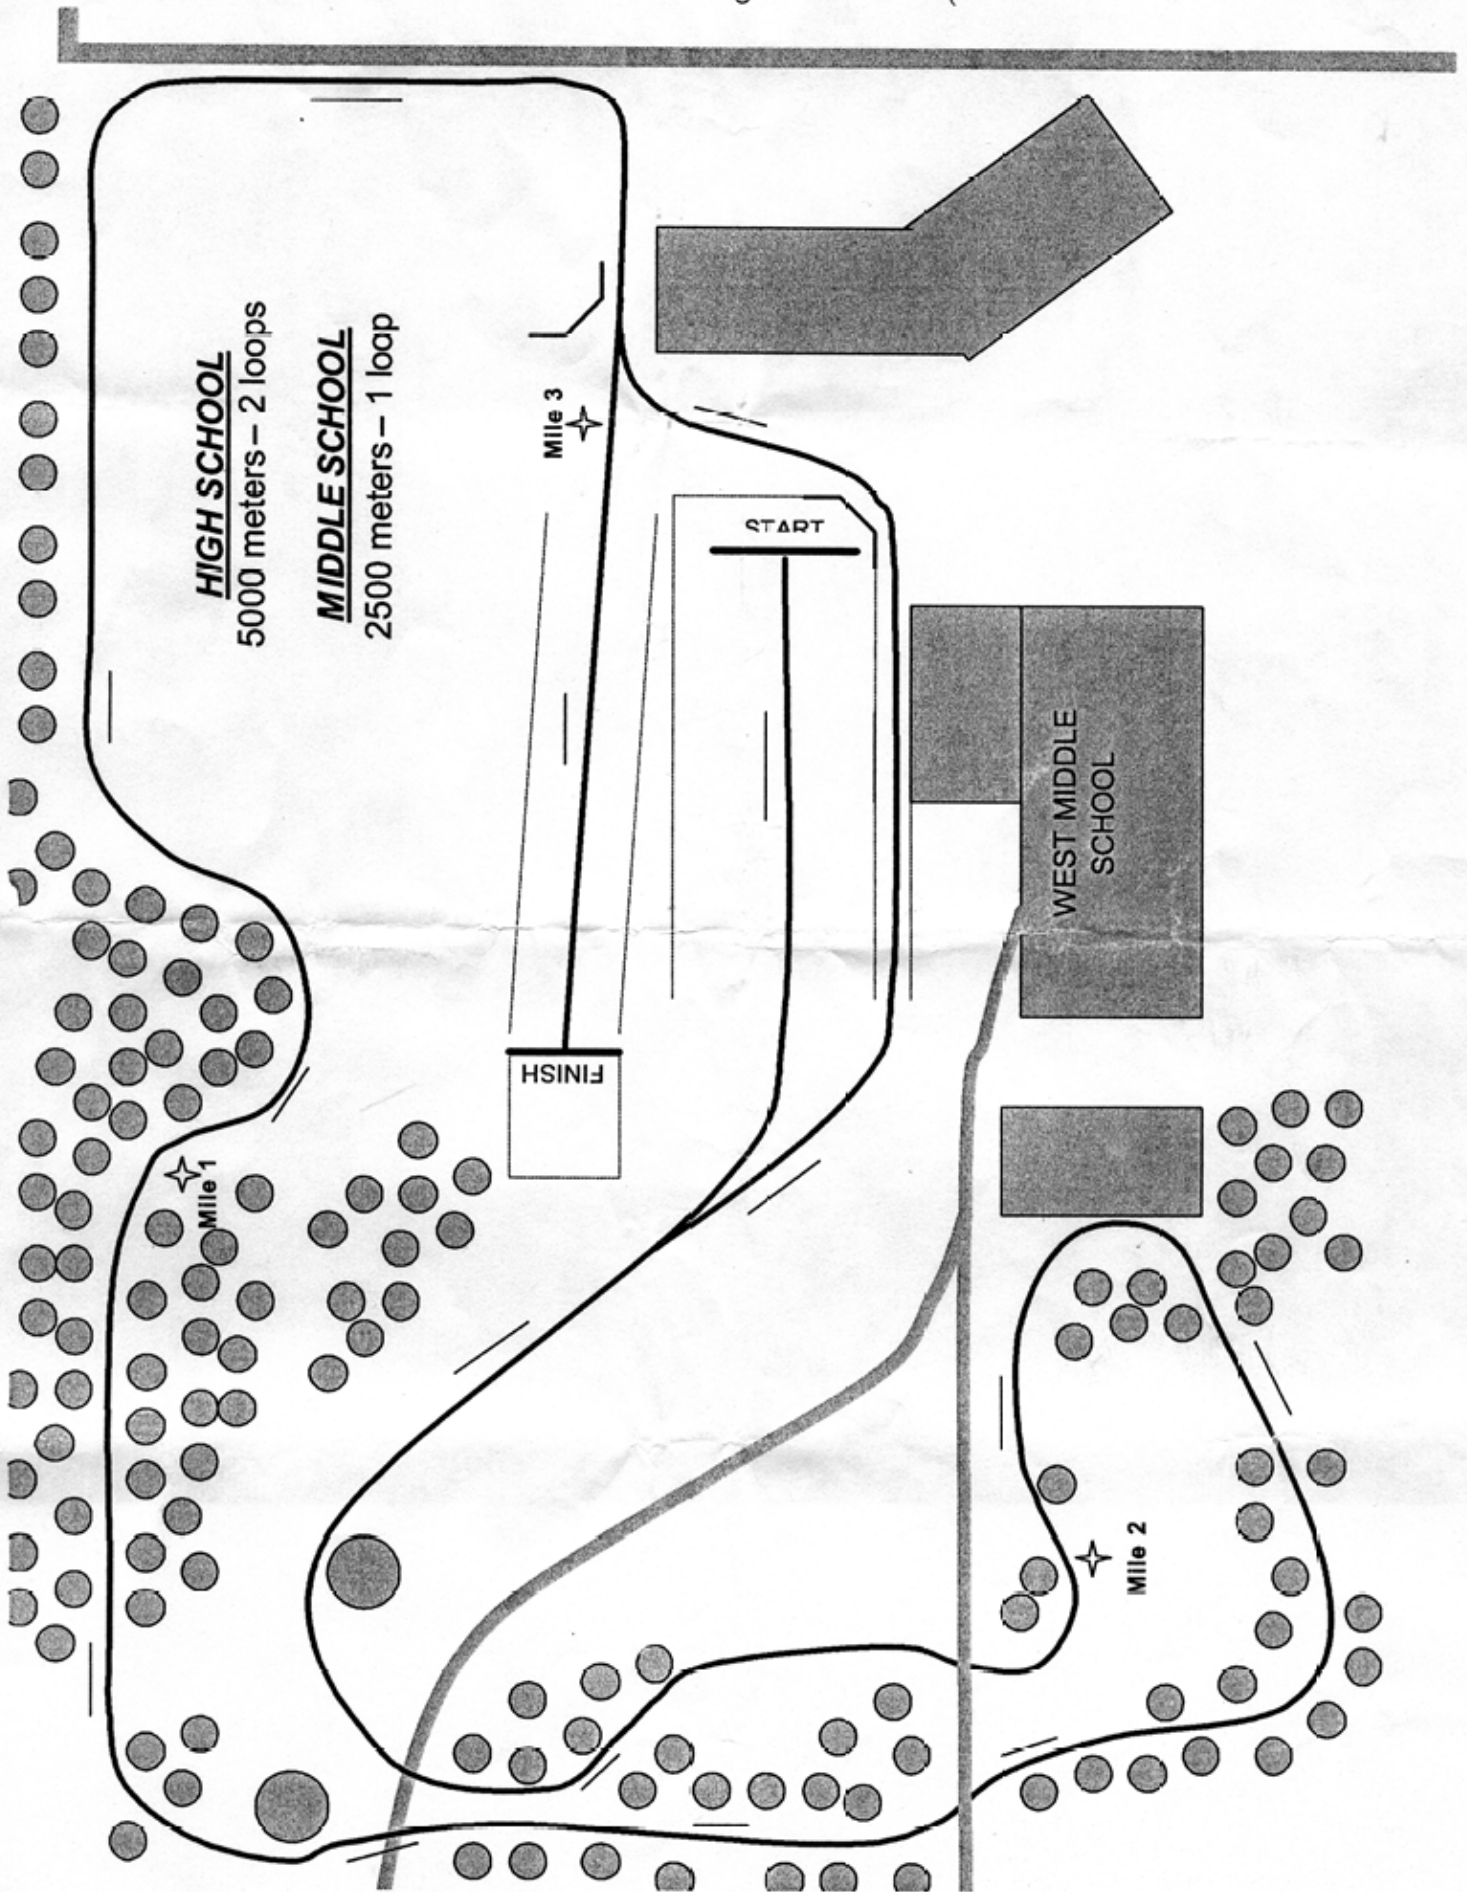 HIGH SCHOOL
5000 meters – 2 loops
MIDDLE SCHOOL
2500 meters – 1 loop
Mile 3
START
WEST MIDDLE
SCHOOL
FINISH
Mile 1
Mile 2